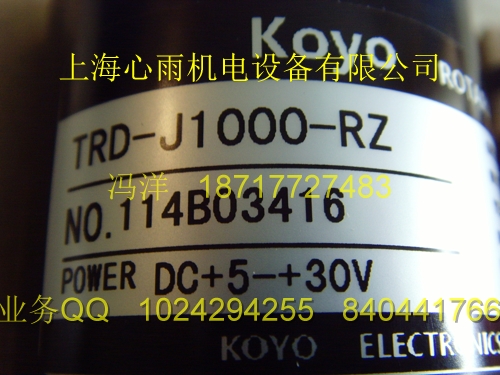 Koyo
上海心雨机电设备有限公司
TRD-J1000-RZ
冯洋 18717727483
NO.114B03416
POWER DC+5-+30V
业务QQ 1024294255 840441766
KOYO ELECTRONICS